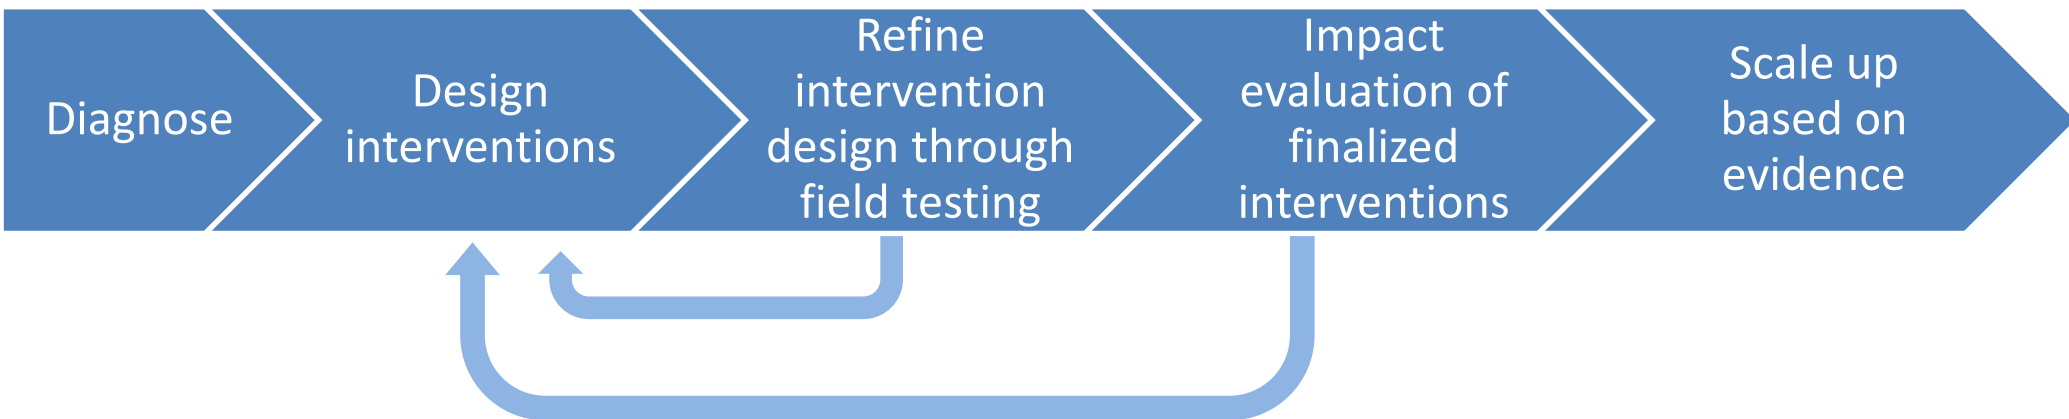 Diagnose
Design
interventions
Refine
intervention
design through
field testing
Impact
evaluation of
finalized
interventions
Scale up
based on
evidence